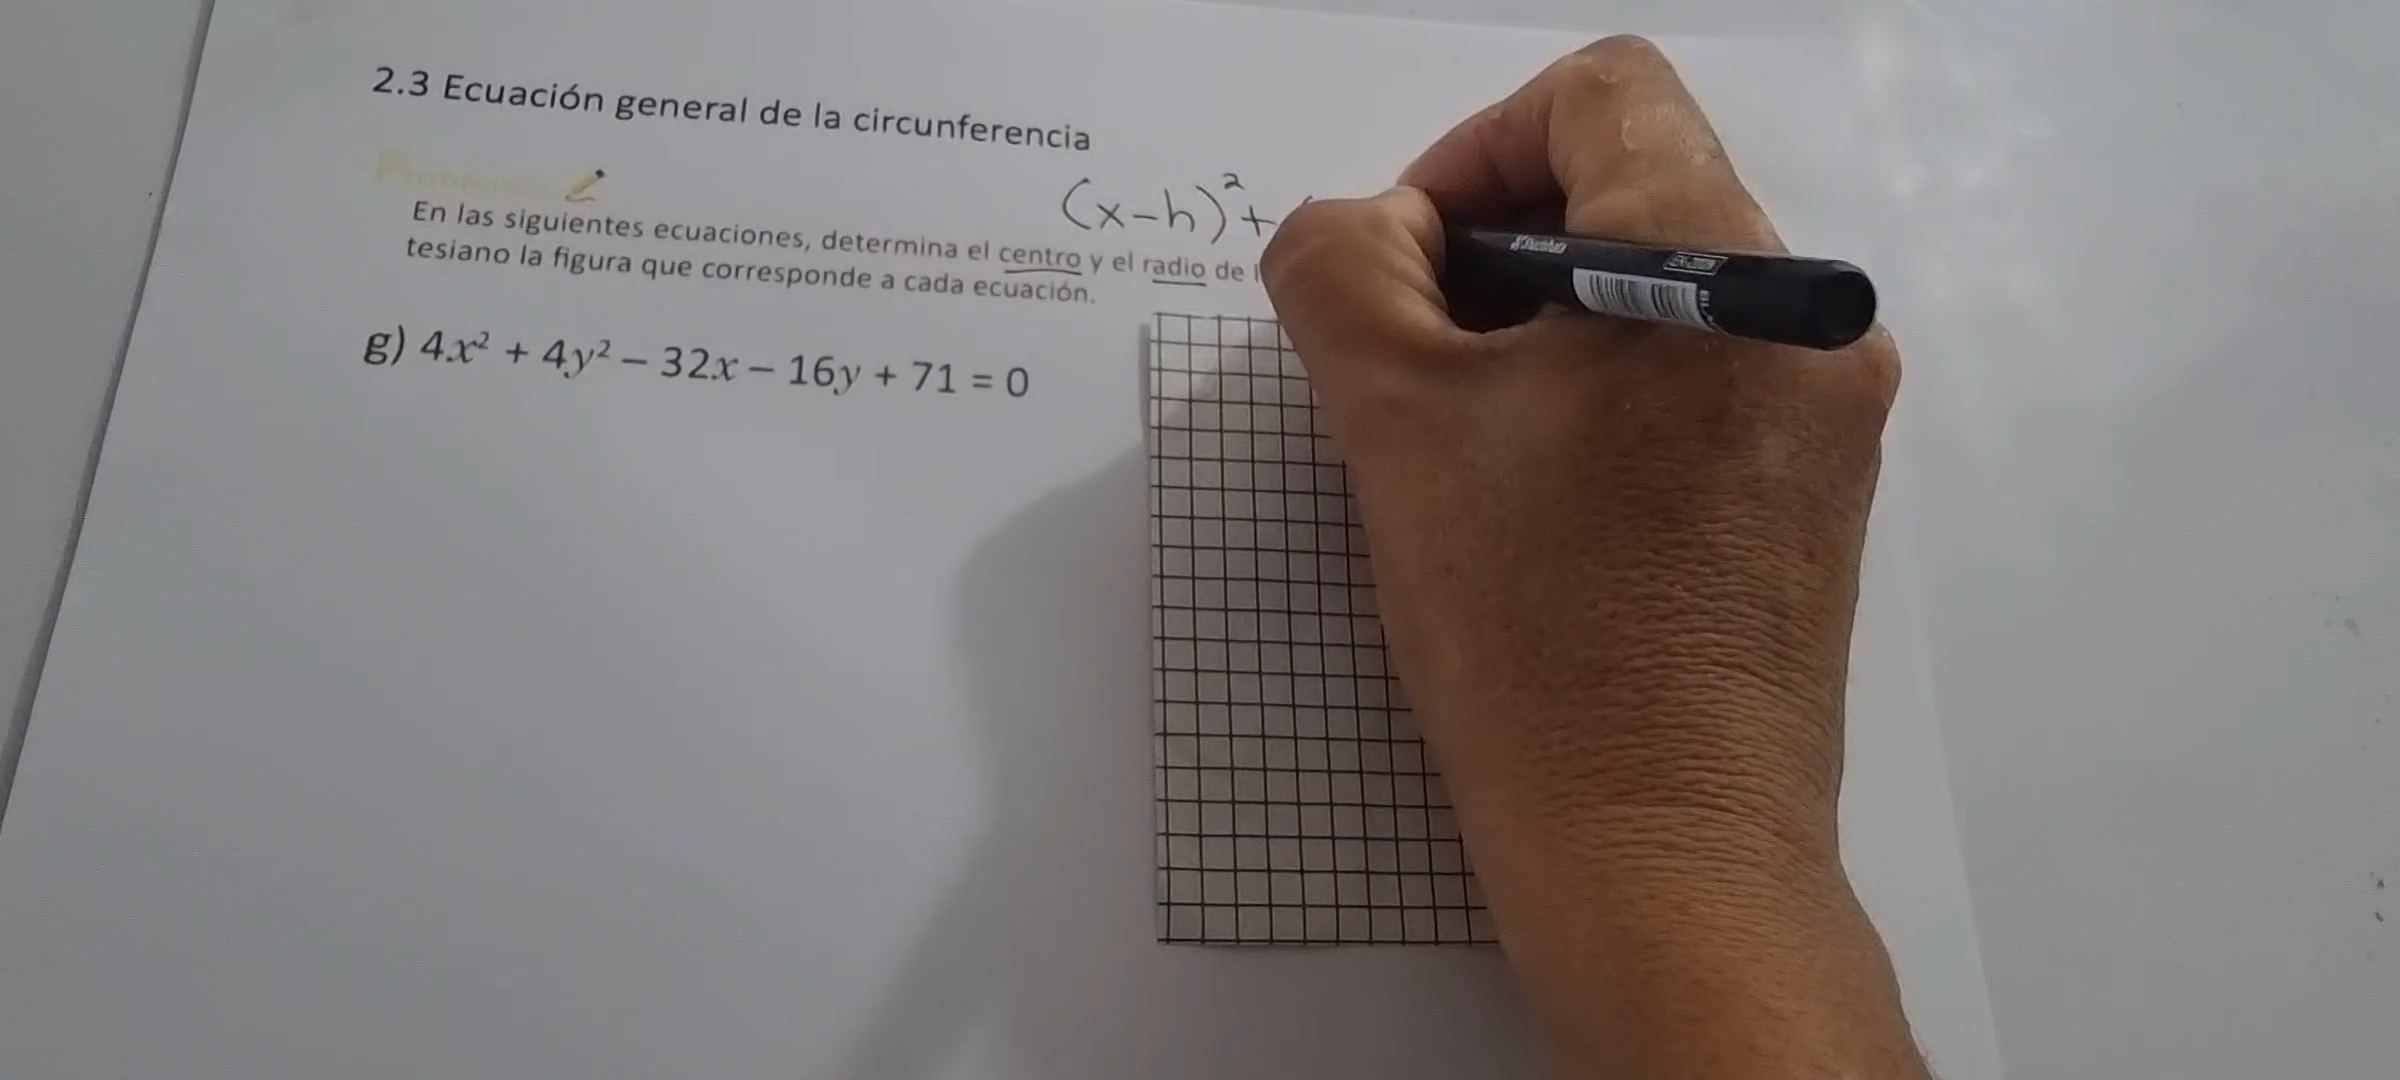 2.3 Ecuación general de la circunferencia
(x-h)² +
En las siguientes ecuaciones, determina el centro y el radio de
tesiano la figura que corresponde a cada ecuación.
g) 4x² + 4y² – 32x – 16y + 71 = 0